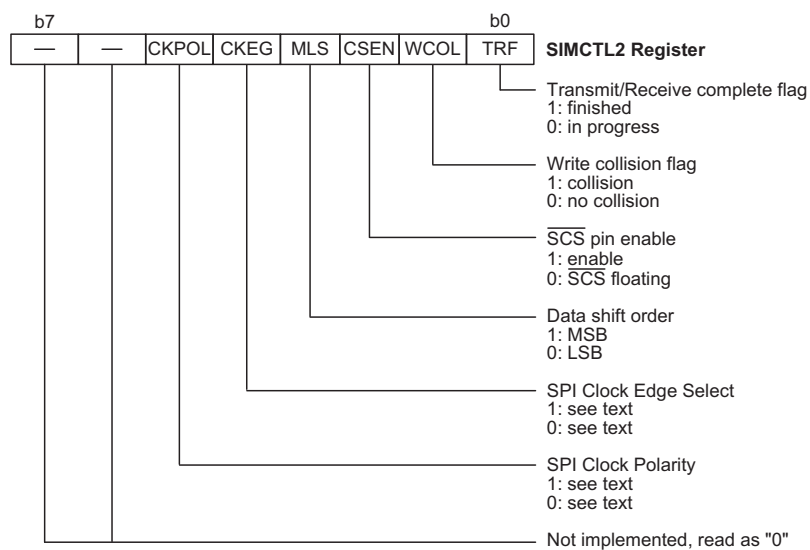 b7 b0
— — CKPOL CKEG MLS CSEN WCOL TRF SIMCTL2 Register
Transmit/Receive complete flag
1: finished
0: in progress
Write collision flag
1: collision
0: no collision
S̅C̅S̅ pin enable
1: enable
0: S̅C̅S̅ floating
Data shift order
1: MSB
0: LSB
SPI Clock Edge Select
1: see text
0: see text
SPI Clock Polarity
1: see text
0: see text
Not implemented, read as "0"